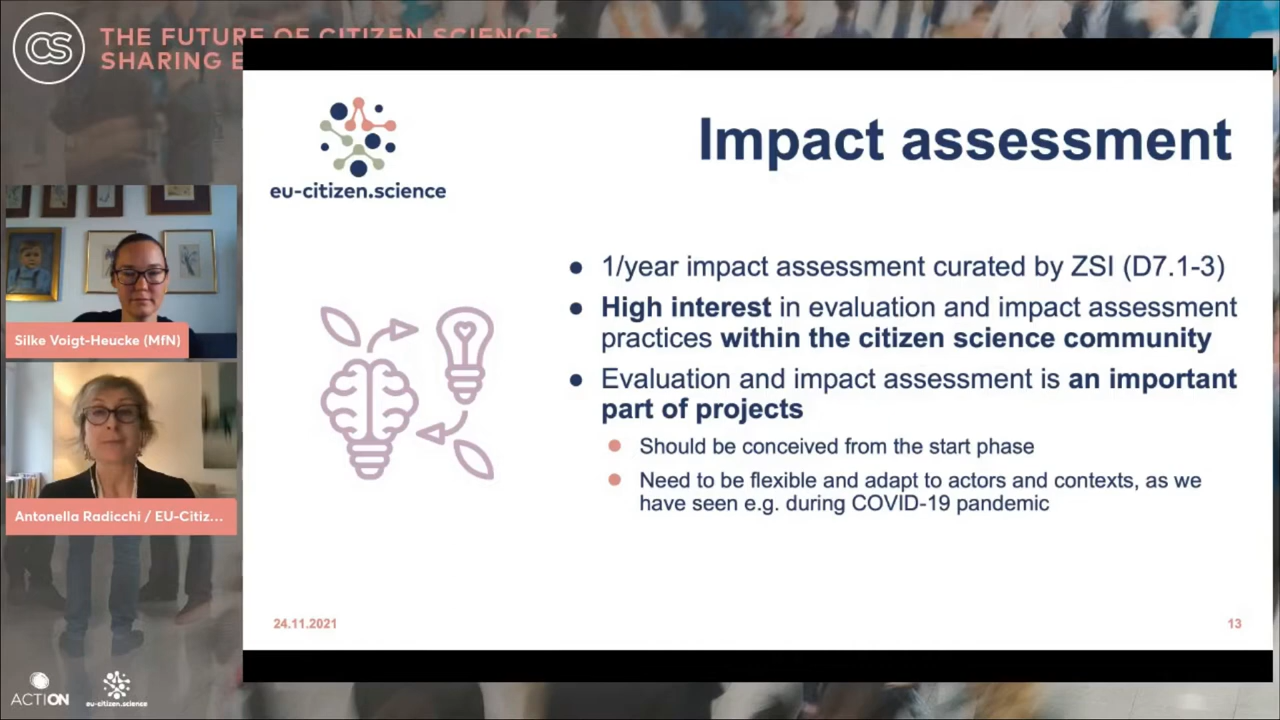 THE FUTURE OF CITIZEN SCIENCE:
SHARING E
eu-citizen.science
Impact assessment
● 1/year impact assessment curated by ZSI (D7.1-3)
● High interest in evaluation and impact assessment
practices within the citizen science community
● Evaluation and impact assessment is an important
part of projects
● Should be conceived from the start phase
● Need to be flexible and adapt to actors and contexts, as we
have seen e.g. during COVID-19 pandemic
24.11.2021
13
Silke Voigt-Heucke (MfN)
Antonella Radicchi / EU-Citiz...
ACTION
eu-citizen.science
CS